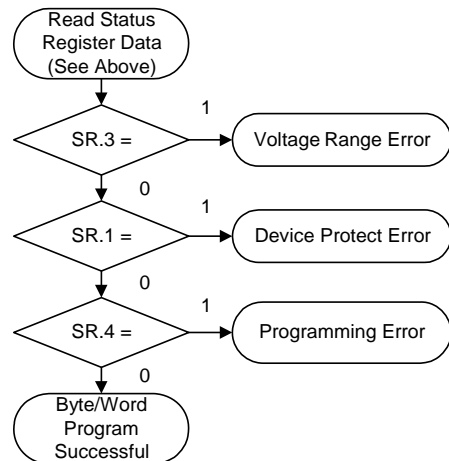 Read Status
Register Data
(See Above)
1
SR.3 =
Voltage Range Error
0
1
SR.1 =
Device Protect Error
0
1
SR.4 =
Programming Error
0
Byte/Word
Program
Successful